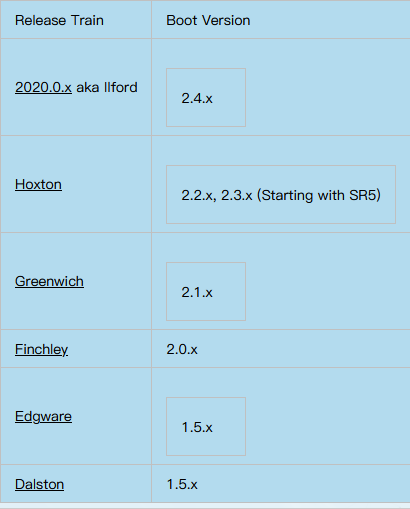 Release Train Boot Version
2020.0.x aka Ilford 2.4.x
Hoxton 2.2.x, 2.3.x (Starting with SR5)
Greenwich 2.1.x
Finchley 2.0.x
Edgware 1.5.x
Dalston 1.5.x